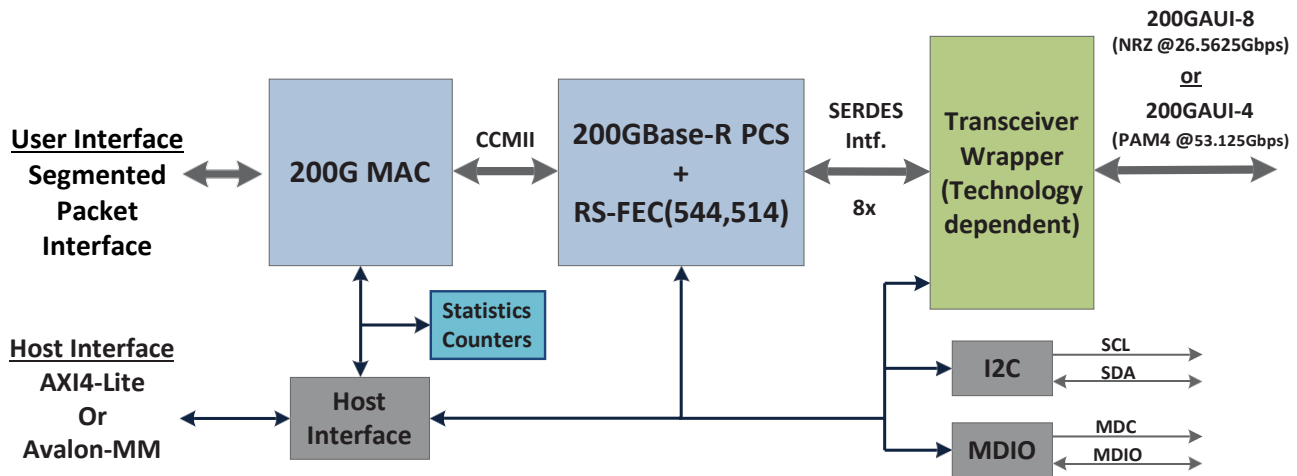 200GAUI-8
(NRZ @26.5625Gbps)
or
200GAUI-4
(PAM4 @53.125Gbps)
User Interface
Segmented
Packet
Interface
200G MAC
CCMII
200GBase-R PCS
+
RS-FEC(544,514)
SERDES
Intf.
8x
Transceiver
Wrapper
(Technology
dependent)
Statistics
Counters
Host Interface
AXI4-Lite
Or
Avalon-MM
Host
Interface
I2C
SCL
SDA
MDIO
MDC
MDIO